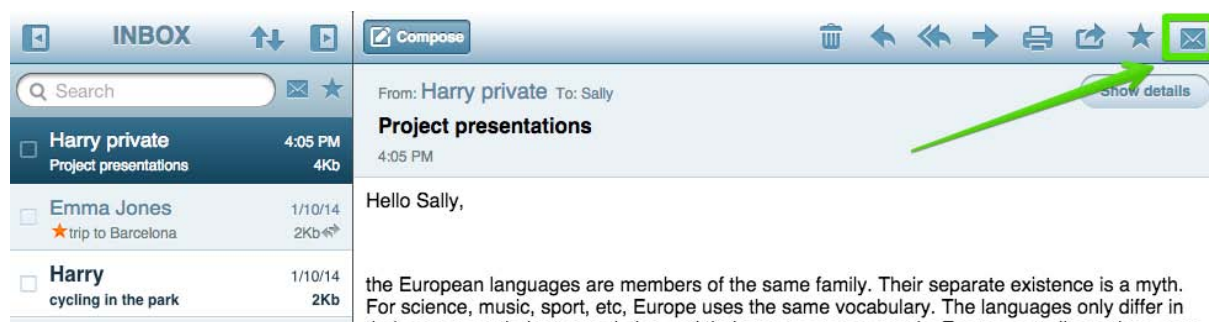 INBOX
Compose
Search
From: Harry private To: Sally
Show details
Project presentations
4:05 PM
Harry private 4:05 PM
Project presentations 4Kb
Emma Jones 1/10/14
trip to Barcelona 2Kb
Harry 1/10/14
cycling in the park 2Kb
Hello Sally,
the European languages are members of the same family. Their separate existence is a myth.
For science, music, sport, etc, Europe uses the same vocabulary. The languages only differ in